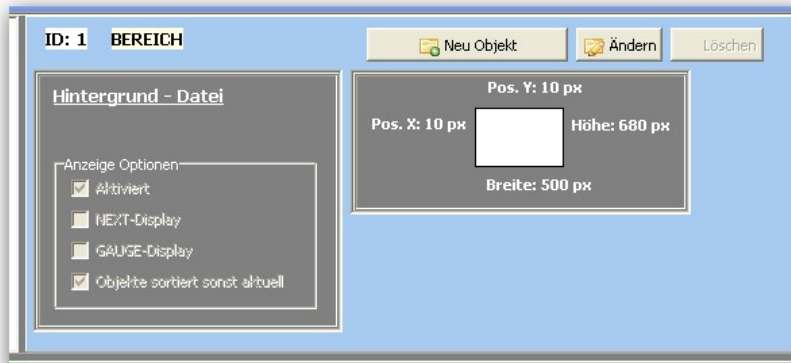 ID: 1 BEREICH
Neu Objekt
Ändern
Löschen
Hintergrund - Datei
Anzeige Optionen
Aktiviert
NEXT-Display
GAUGE-Display
Objekte sortiert sonst aktuell
Pos. Y: 10 px
Pos. X: 10 px
Höhe: 680 px
Breite: 500 px